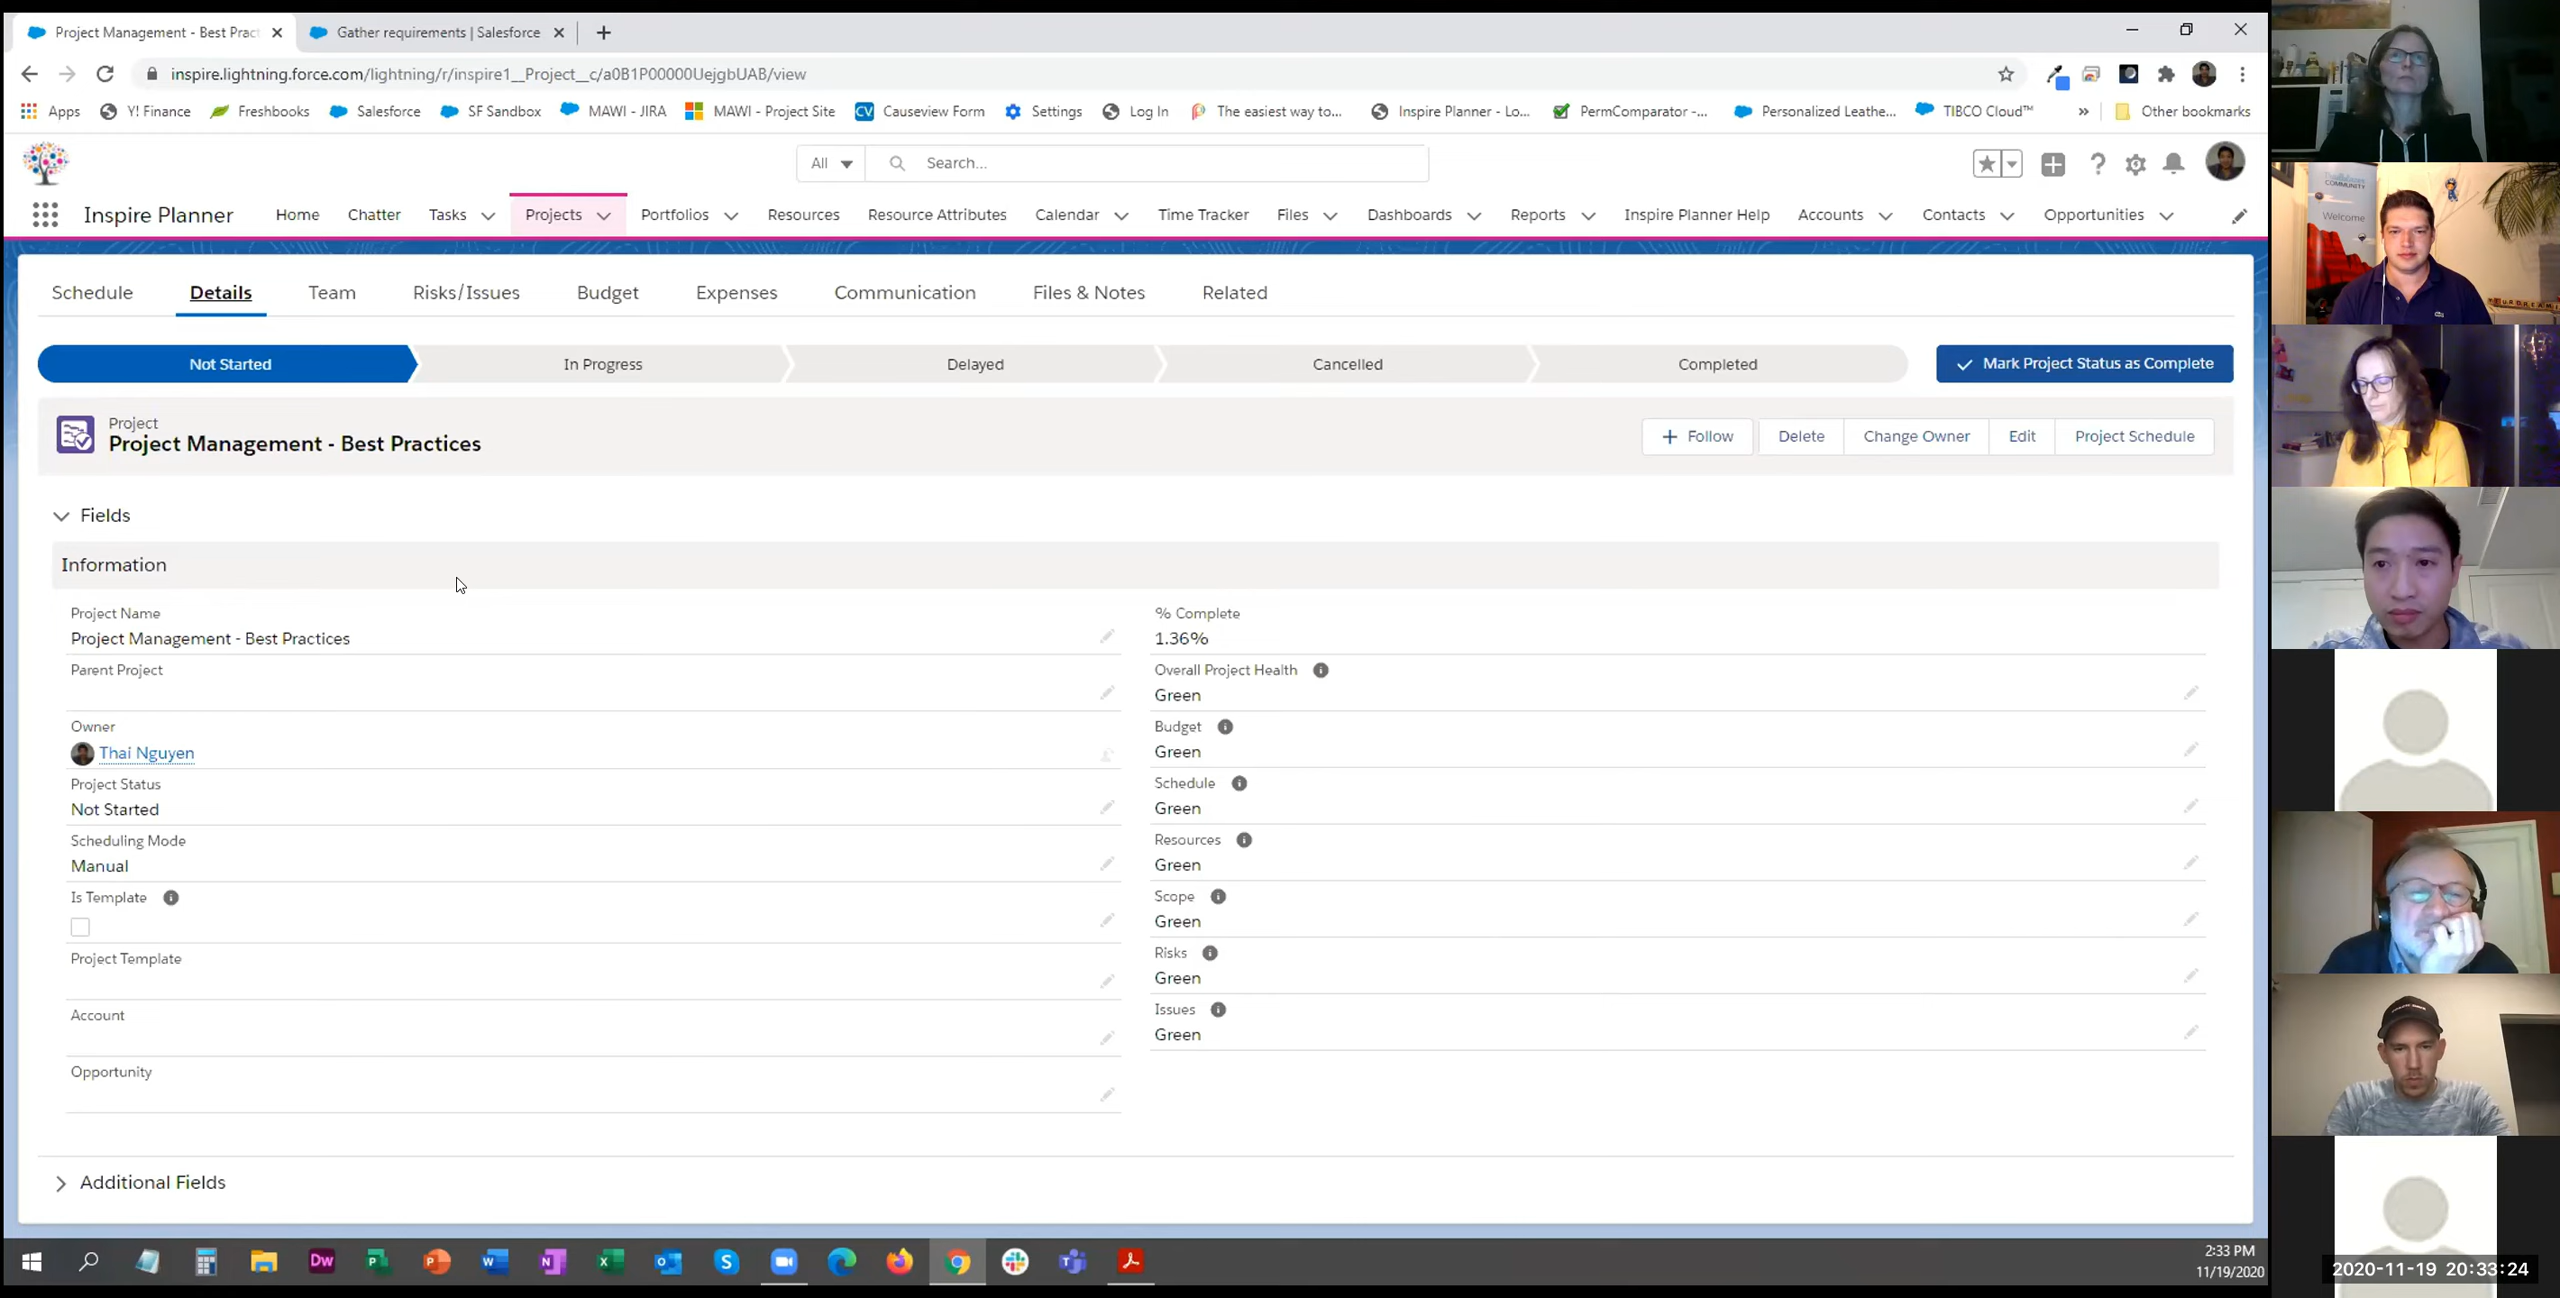 Project Management - Best Pract
Gather requirements | Salesforce
inspire.lightning.force.com/lightning/r/inspire1__Project__c/a0B1P00000UejgbUAB/view
Apps Y! Finance Freshbooks Salesforce SF Sandbox MAWI - JIRA MAWI - Project Site Causeview Form Settings Log In The easiest way to... Inspire Planner - Lo... PermComparator -... Personalized Leathe... TIBCO Cloud™ » Other bookmarks
All Search...
Inspire Planner Home Chatter Tasks Projects Portfolios Resources Resource Attributes Calendar Time Tracker Files Dashboards Reports Inspire Planner Help Accounts Contacts Opportunities
Schedule Details Team Risks/Issues Budget Expenses Communication Files & Notes Related
Not Started In Progress Delayed Cancelled Completed Mark Project Status as Complete
Project
Project Management - Best Practices
Follow Delete Change Owner Edit Project Schedule
Fields
Information
Project Name
Project Management - Best Practices
Parent Project
Owner
Thai Nguyen
Project Status
Not Started
Scheduling Mode
Manual
Is Template
Project Template
Account
Opportunity
% Complete
1.36%
Overall Project Health
Green
Budget
Green
Schedule
Green
Resources
Green
Scope
Green
Risks
Green
Issues
Green
Additional Fields
2:33 PM
11/19/2020
COMMUNITY
Welcome
2020-11-19 20:33:24